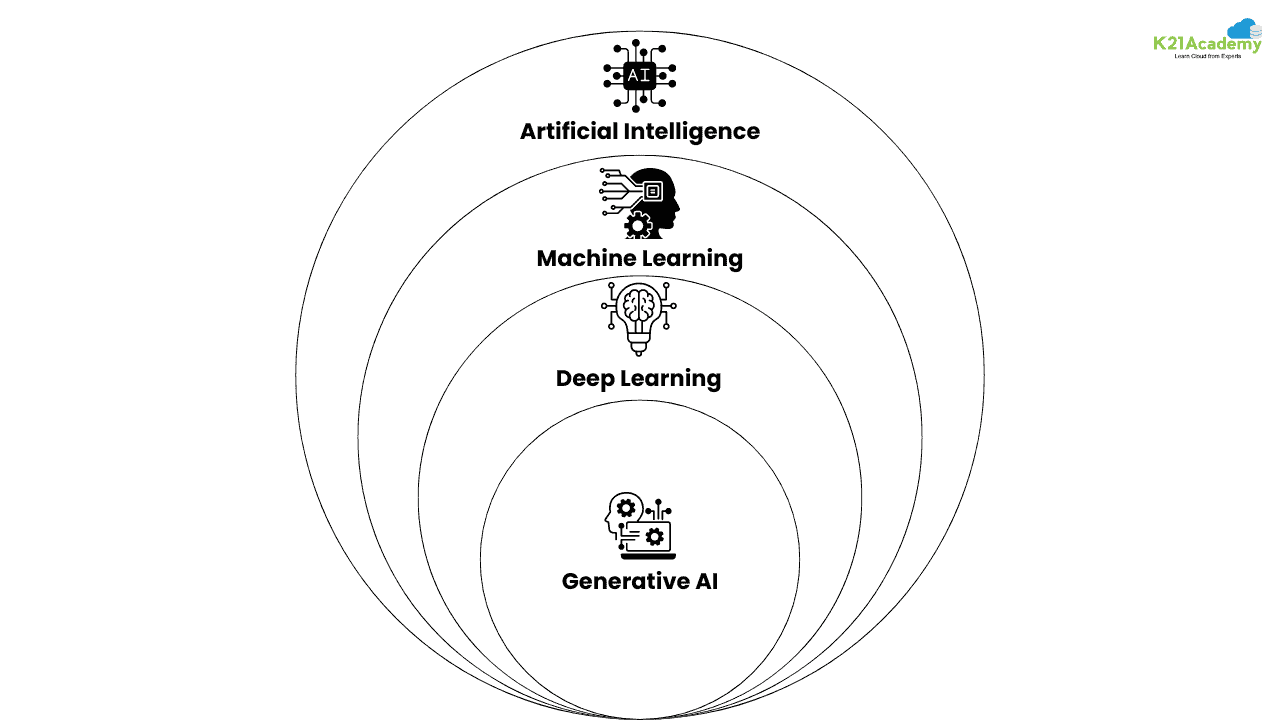 K21Academy
Learn Cloud from Experts
AI
Artificial Intelligence
Machine Learning
Deep Learning
Generative AI